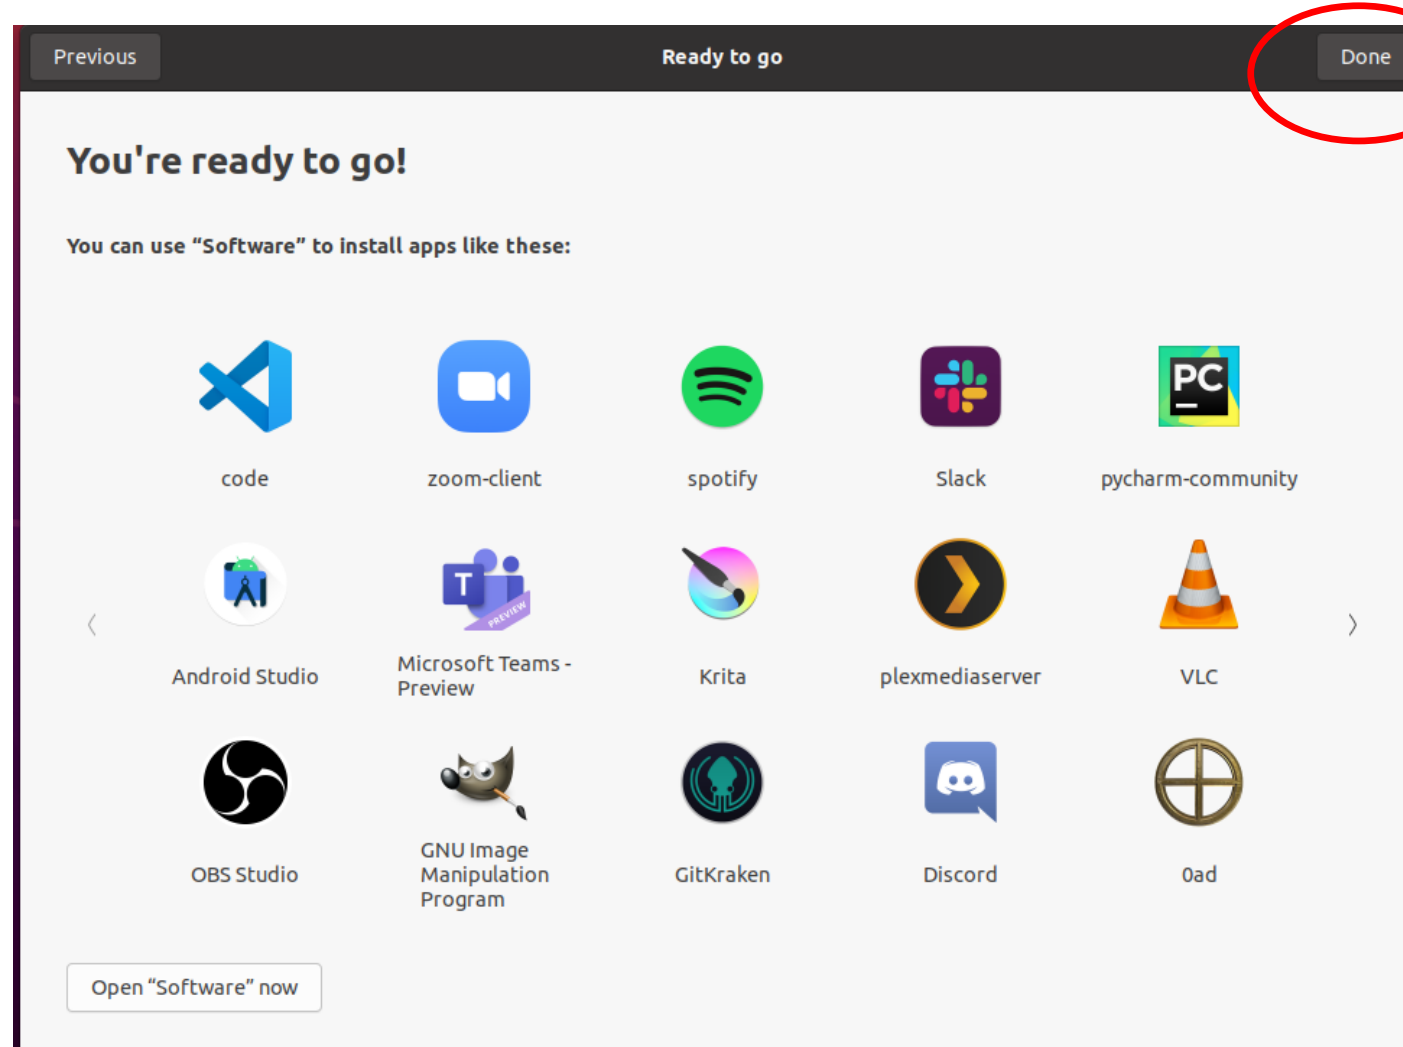 Previous
Ready to go
Done
You're ready to go!
You can use “Software” to install apps like these:
PC
code
zoom-client
spotify
Slack
pycharm-community
T
PREVIEW
Android Studio
Microsoft Teams -
Preview
Krita
plexmediaserver
VLC
OBS Studio
GNU Image
Manipulation
Program
GitKraken
Discord
0ad
Open “Software” now